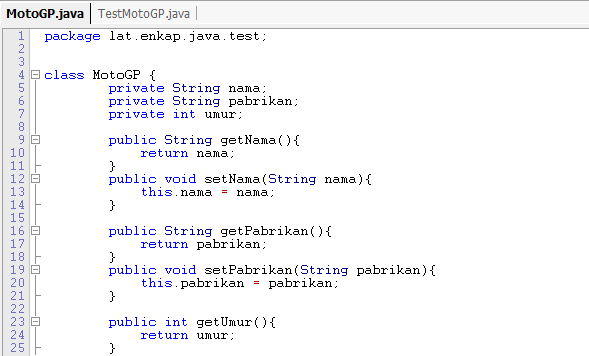 MotoGP.java TestMotoGP.java
1 package lat.enkap.java.test;
2
3
4 class MotoGP {
5 private String nama;
6 private String pabrikan;
7 private int umur;
8
9 public String getNama(){
10 return nama;
11 }
12 public void setNama(String nama){
13 this.nama = nama;
14 }
15
16 public String getPabrikan(){
17 return pabrikan;
18 }
19 public void setPabrikan(String pabrikan){
20 this.pabrikan = pabrikan;
21 }
22
23 public int getUmur(){
24 return umur;
25 }